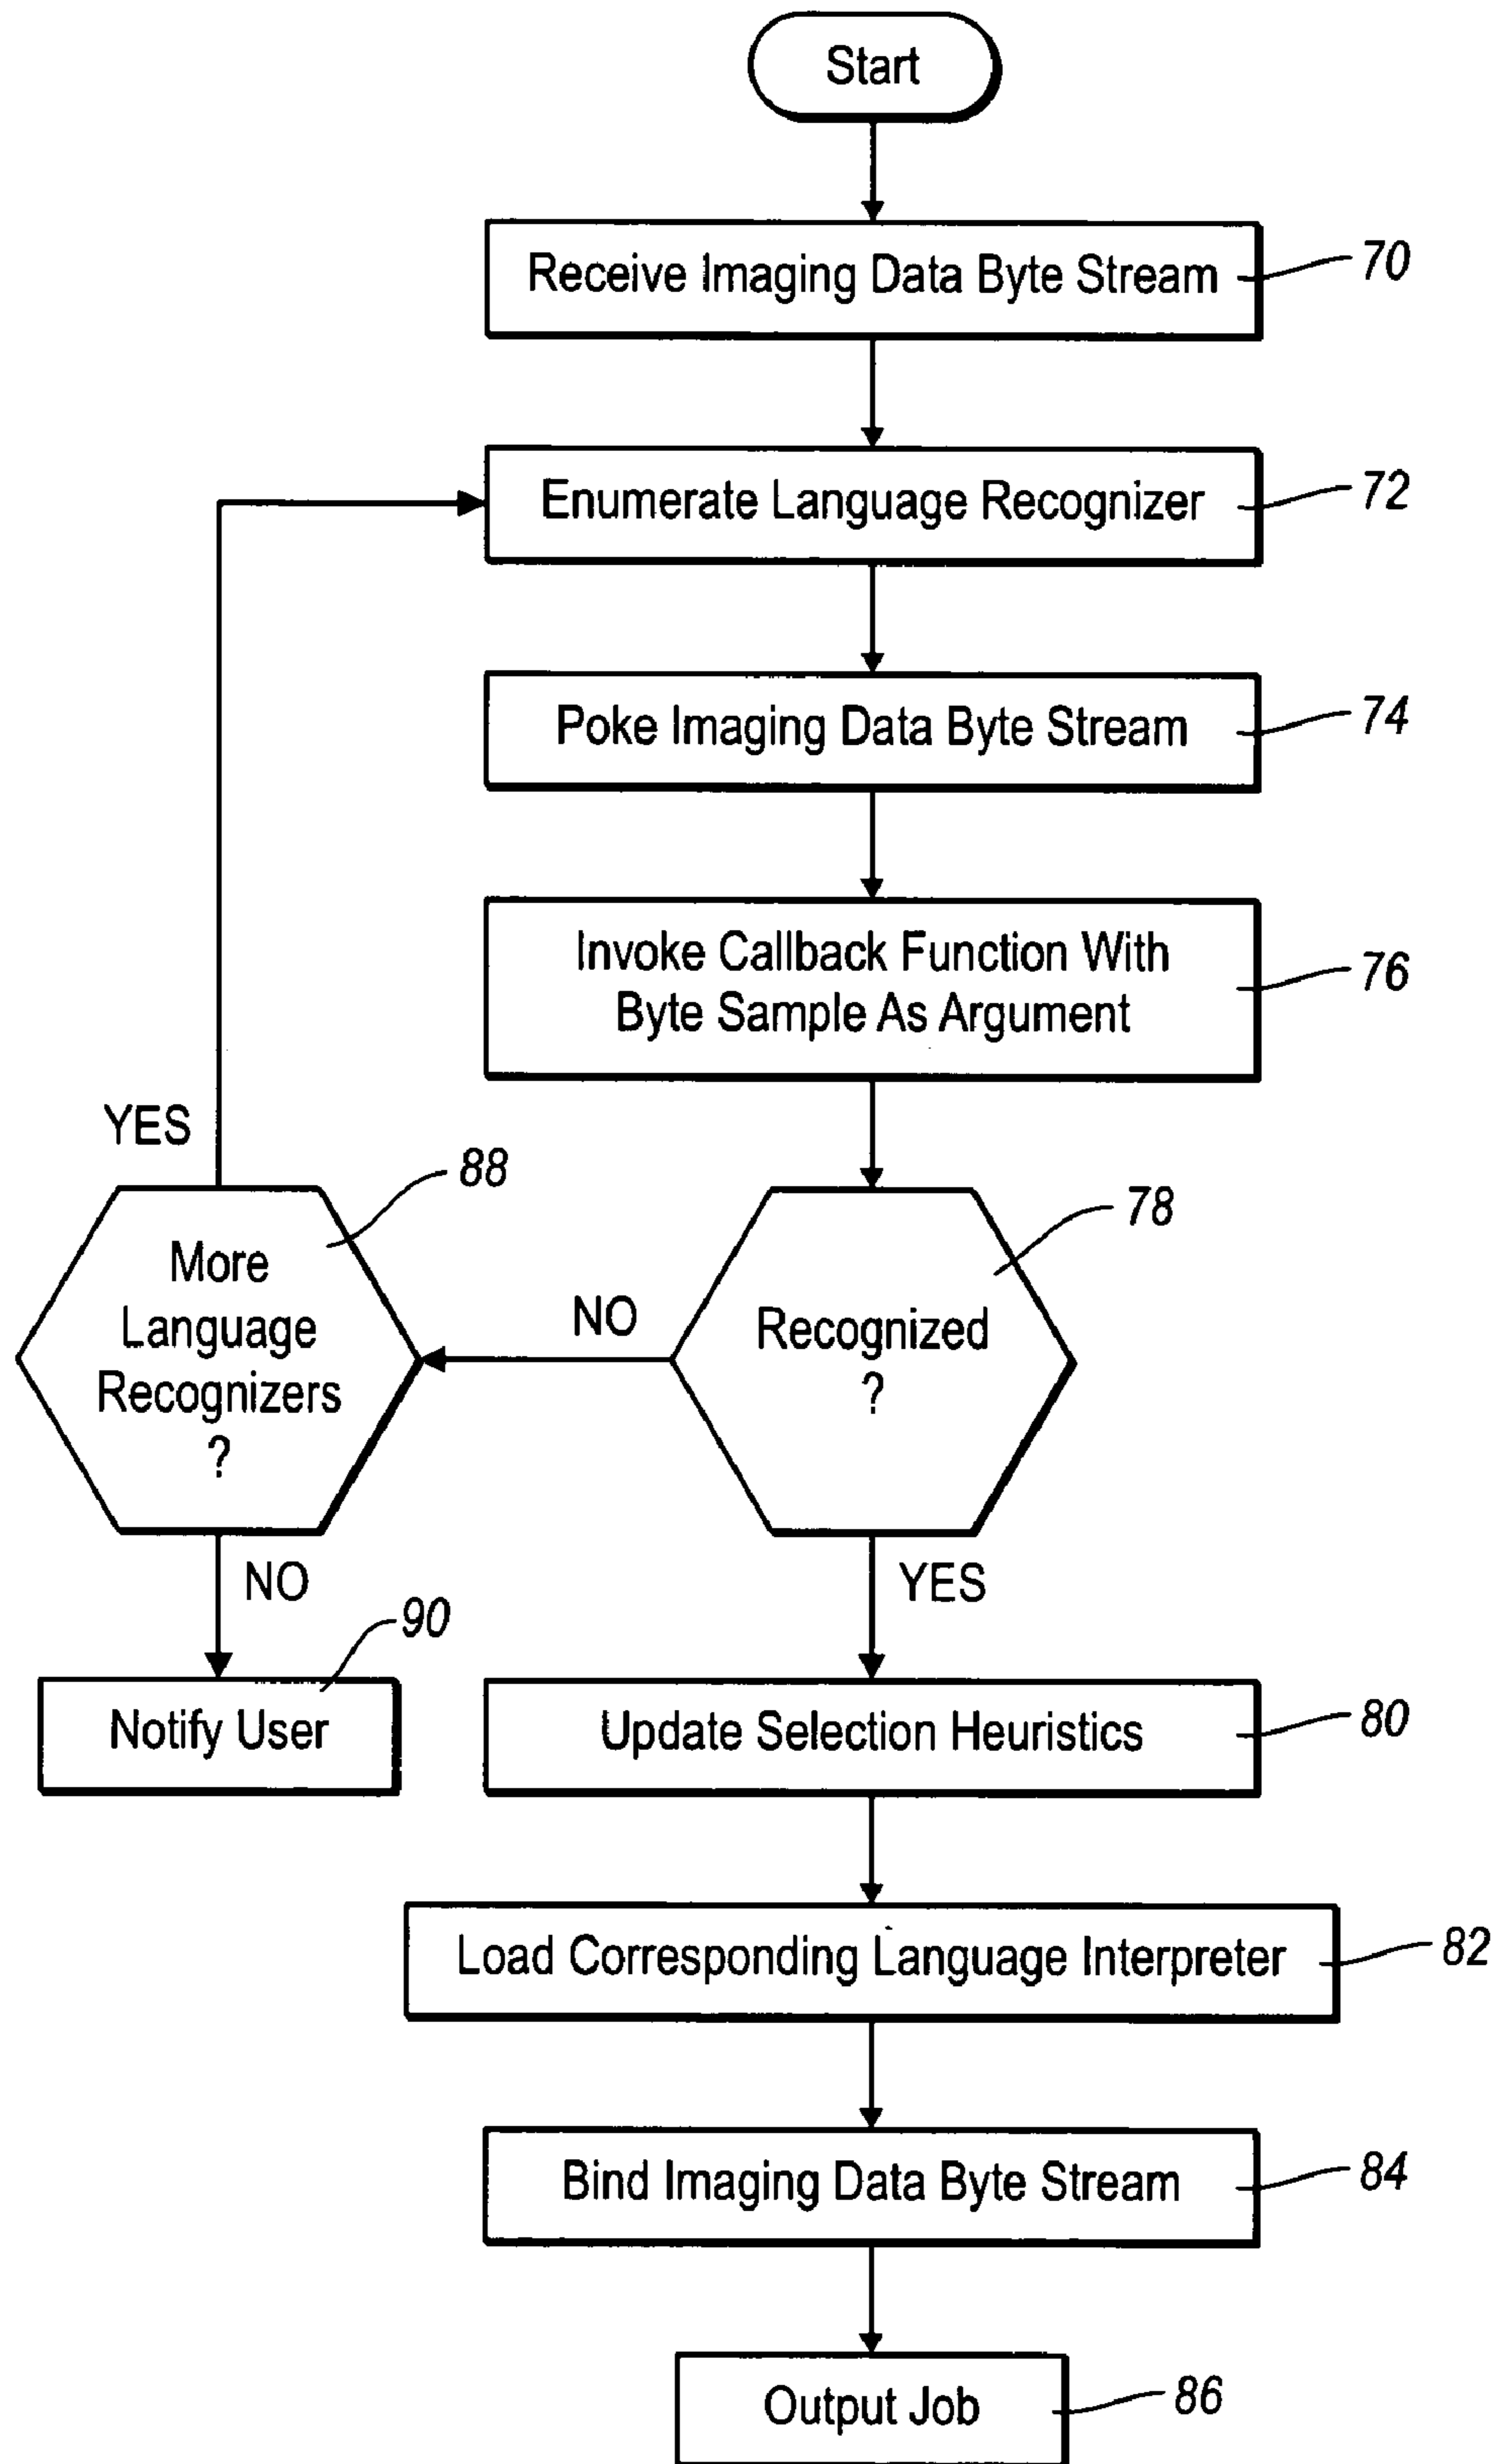 Start
Receive Imaging Data Byte Stream
70
Enumerate Language Recognizer
72
Poke Imaging Data Byte Stream
74
Invoke Callback Function With
Byte Sample As Argument
76
YES
88
78
More
Language
Recognizers
?
NO
Recognized
?
NO
YES
90
Notify User
Update Selection Heuristics
80
Load Corresponding Language Interpreter
82
Bind Imaging Data Byte Stream
84
Output Job
86